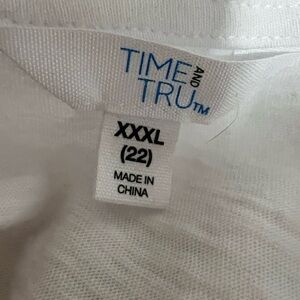 TIME AND
TRU™
XXXL
(22)
MADE IN
CHINA